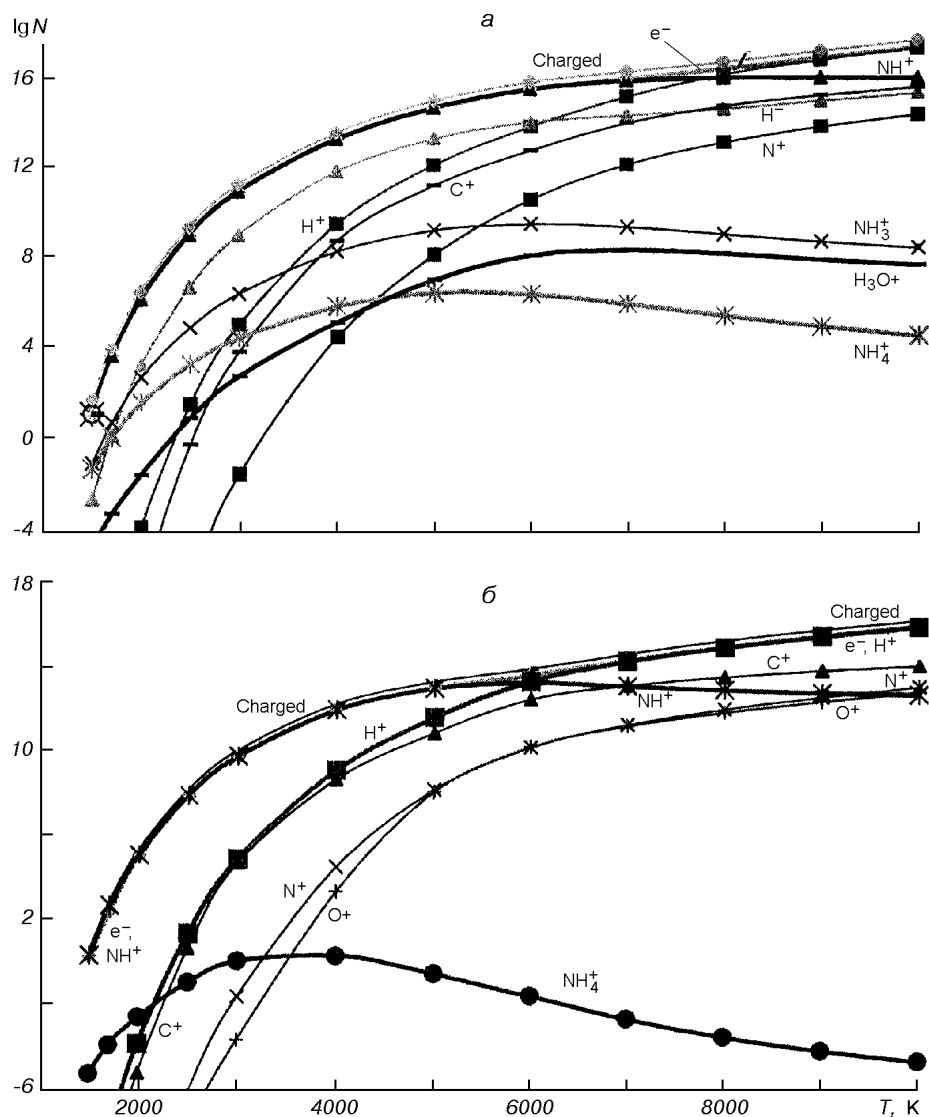 lg N
a
16
12
8
4
0
-4
Charged
e⁻
NH⁺
H⁻
N⁺
C⁺
H⁺
NH₃⁺
H₃O+
NH₄⁺
18
10
2
-6
б
Charged
e⁻, H⁺
C⁺
N⁺
O⁺
NH⁺
Charged
H⁺
N⁺
O+
e⁻,
NH⁺
C⁺
NH₄⁺
2000 4000 6000 8000 T, K